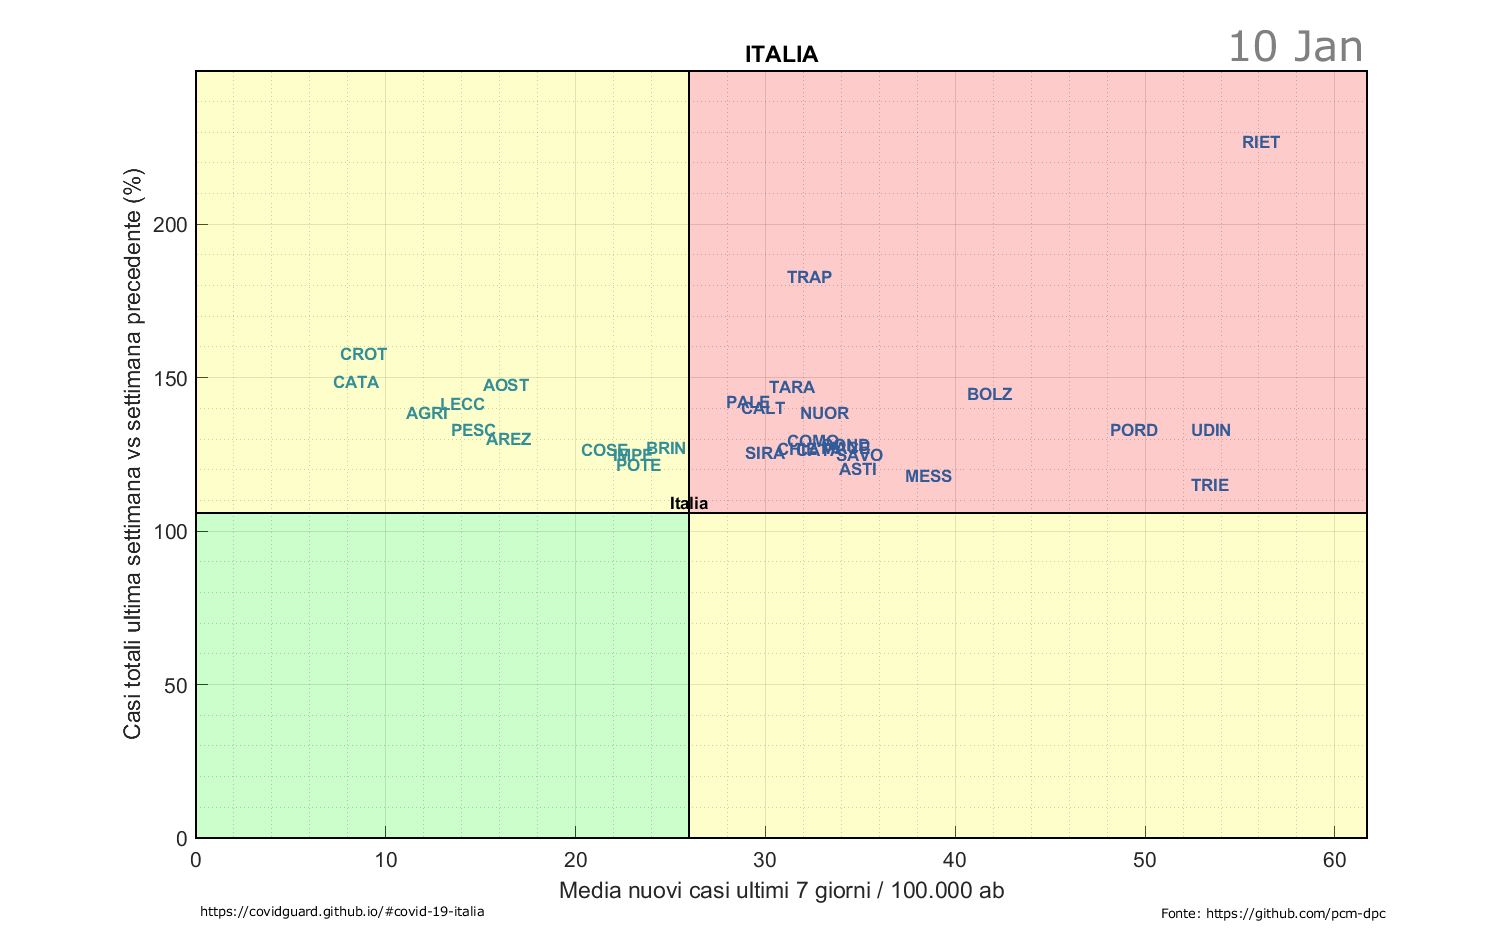 10 Jan
ITALIA
Casi totali ultima settimana vs settimana precedente (%)
200
150
100
50
0
RIET
TRAP
CROT
CATA
AOST
TARA
BOLZ
PALE
CALT
LECC
AGRI
NUOR
PESC
AREZ
PORD
UDIN
COMO
COSE
IMPE
BRIN
POTE
SIRA
CATA
SAVO
ASTI
MESS
TRIE
Italia
0 10 20 30 40 50 60
Media nuovi casi ultimi 7 giorni / 100.000 ab
https://covidguard.github.io/#covid-19-italia
Fonte: https://github.com/pcm-dpc